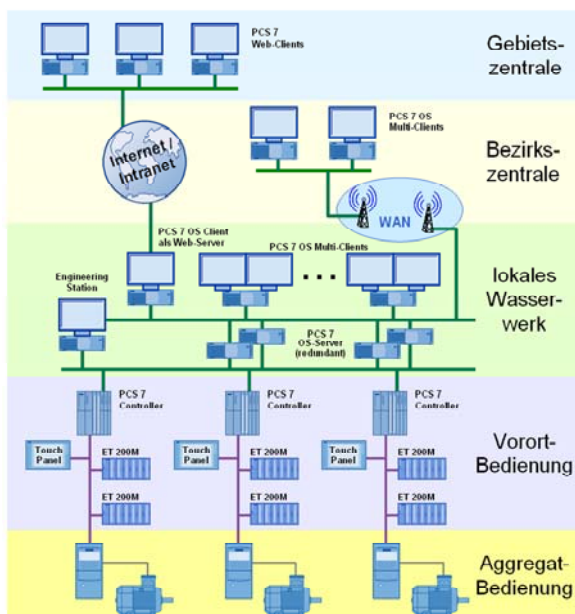 PCS 7
Web-Clients
Gebiets-
zentrale
Internet /
Intranet
PCS 7 OS
Multi-Clients
Bezirks-
zentrale
WAN
PCS 7 OS Client
als Web-Server
PCS 7 OS Multi-Clients
Engineering
Station
PCS 7
OS-Server
(redundant)
lokales
Wasser-
werk
PCS 7
Controller
PCS 7
Controller
PCS 7
Controller
Touch
Panel
ET 200M
ET 200M
Touch
Panel
ET 200M
ET 200M
Touch
Panel
ET 200M
ET 200M
Vorort-
Bedienung
Aggregat-
Bedienung